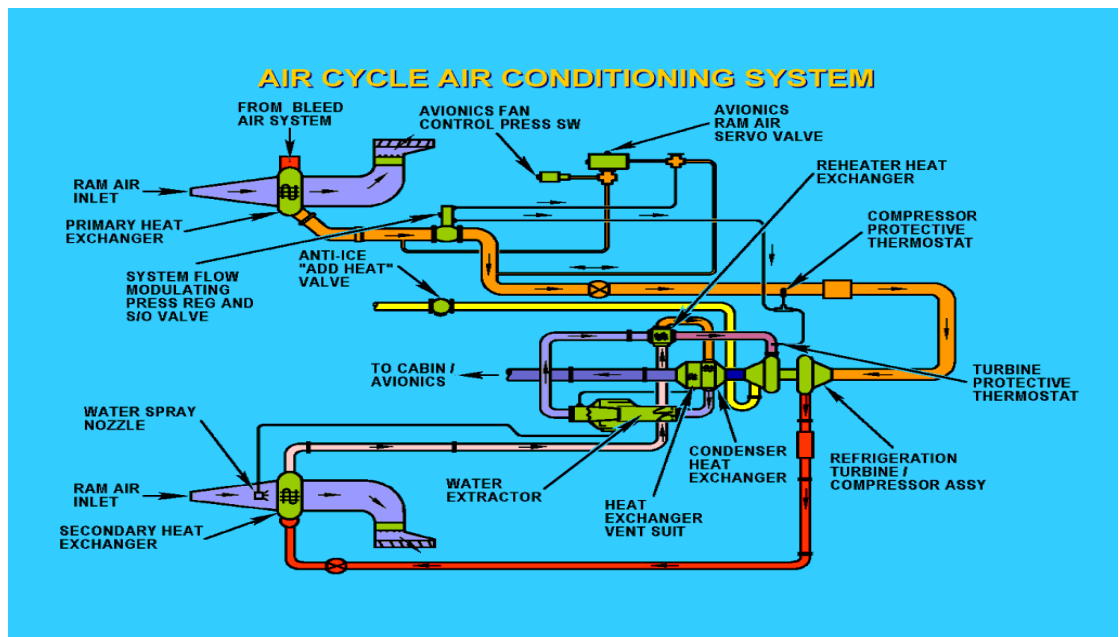 AIR CYCLE AIR CONDITIONING SYSTEM
FROM BLEED
AIR SYSTEM
AVIONICS FAN
CONTROL PRESS SW
AVIONICS
RAM AIR
SERVO VALVE
REHEATER HEAT
EXCHANGER
RAM AIR
INLET
COMPRESSOR
PROTECTIVE
THERMOSTAT
PRIMARY HEAT
EXCHANGER
ANTI-ICE
"ADD HEAT"
VALVE
SYSTEM FLOW
MODULATING
PRESS REG AND
S/O VALVE
TO CABIN /
AVIONICS
TURBINE
PROTECTIVE
THERMOSTAT
WATER SPRAY
NOZZLE
CONDENSER
HEAT
EXCHANGER
REFRIGERATION
TURBINE /
COMPRESSOR ASSY
WATER
EXTRACTOR
RAM AIR
INLET
HEAT
EXCHANGER
VENT SUIT
SECONDARY HEAT
EXCHANGER